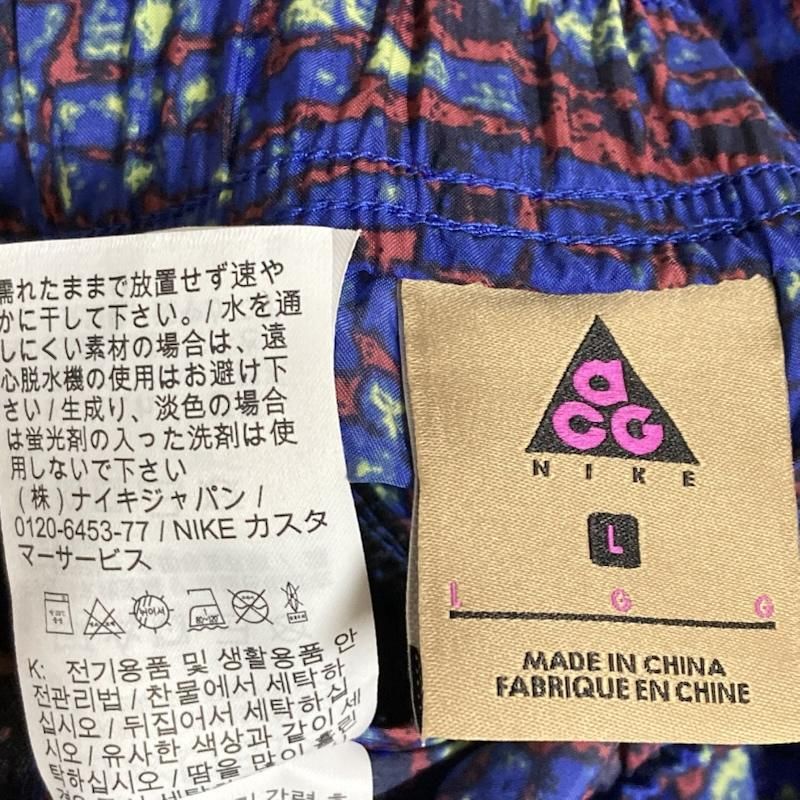 濡れたままで放置せず速や
かに干して下さい。/ 水を通
しにくい素材の場合は、遠
心脱水機の使用はお避け下
さい / 生成り、淡色の場合
は蛍光剤の入った洗剤は使
用しないで下さい
(株) ナイキジャパン /
0120-6453-77 / NIKE カスタ
マーサービス
K: 전기용품 및 생활용품 안
전관리법 / 찬물에서 세탁하
십시오 / 뒤집어서 세탁하십
시오 / 유사한 색상과 같이 세
탁하십시오 / 땀을 많이 흘린
aCG
NIKE
L
L G G
MADE IN CHINA
FABRIQUE EN CHINE